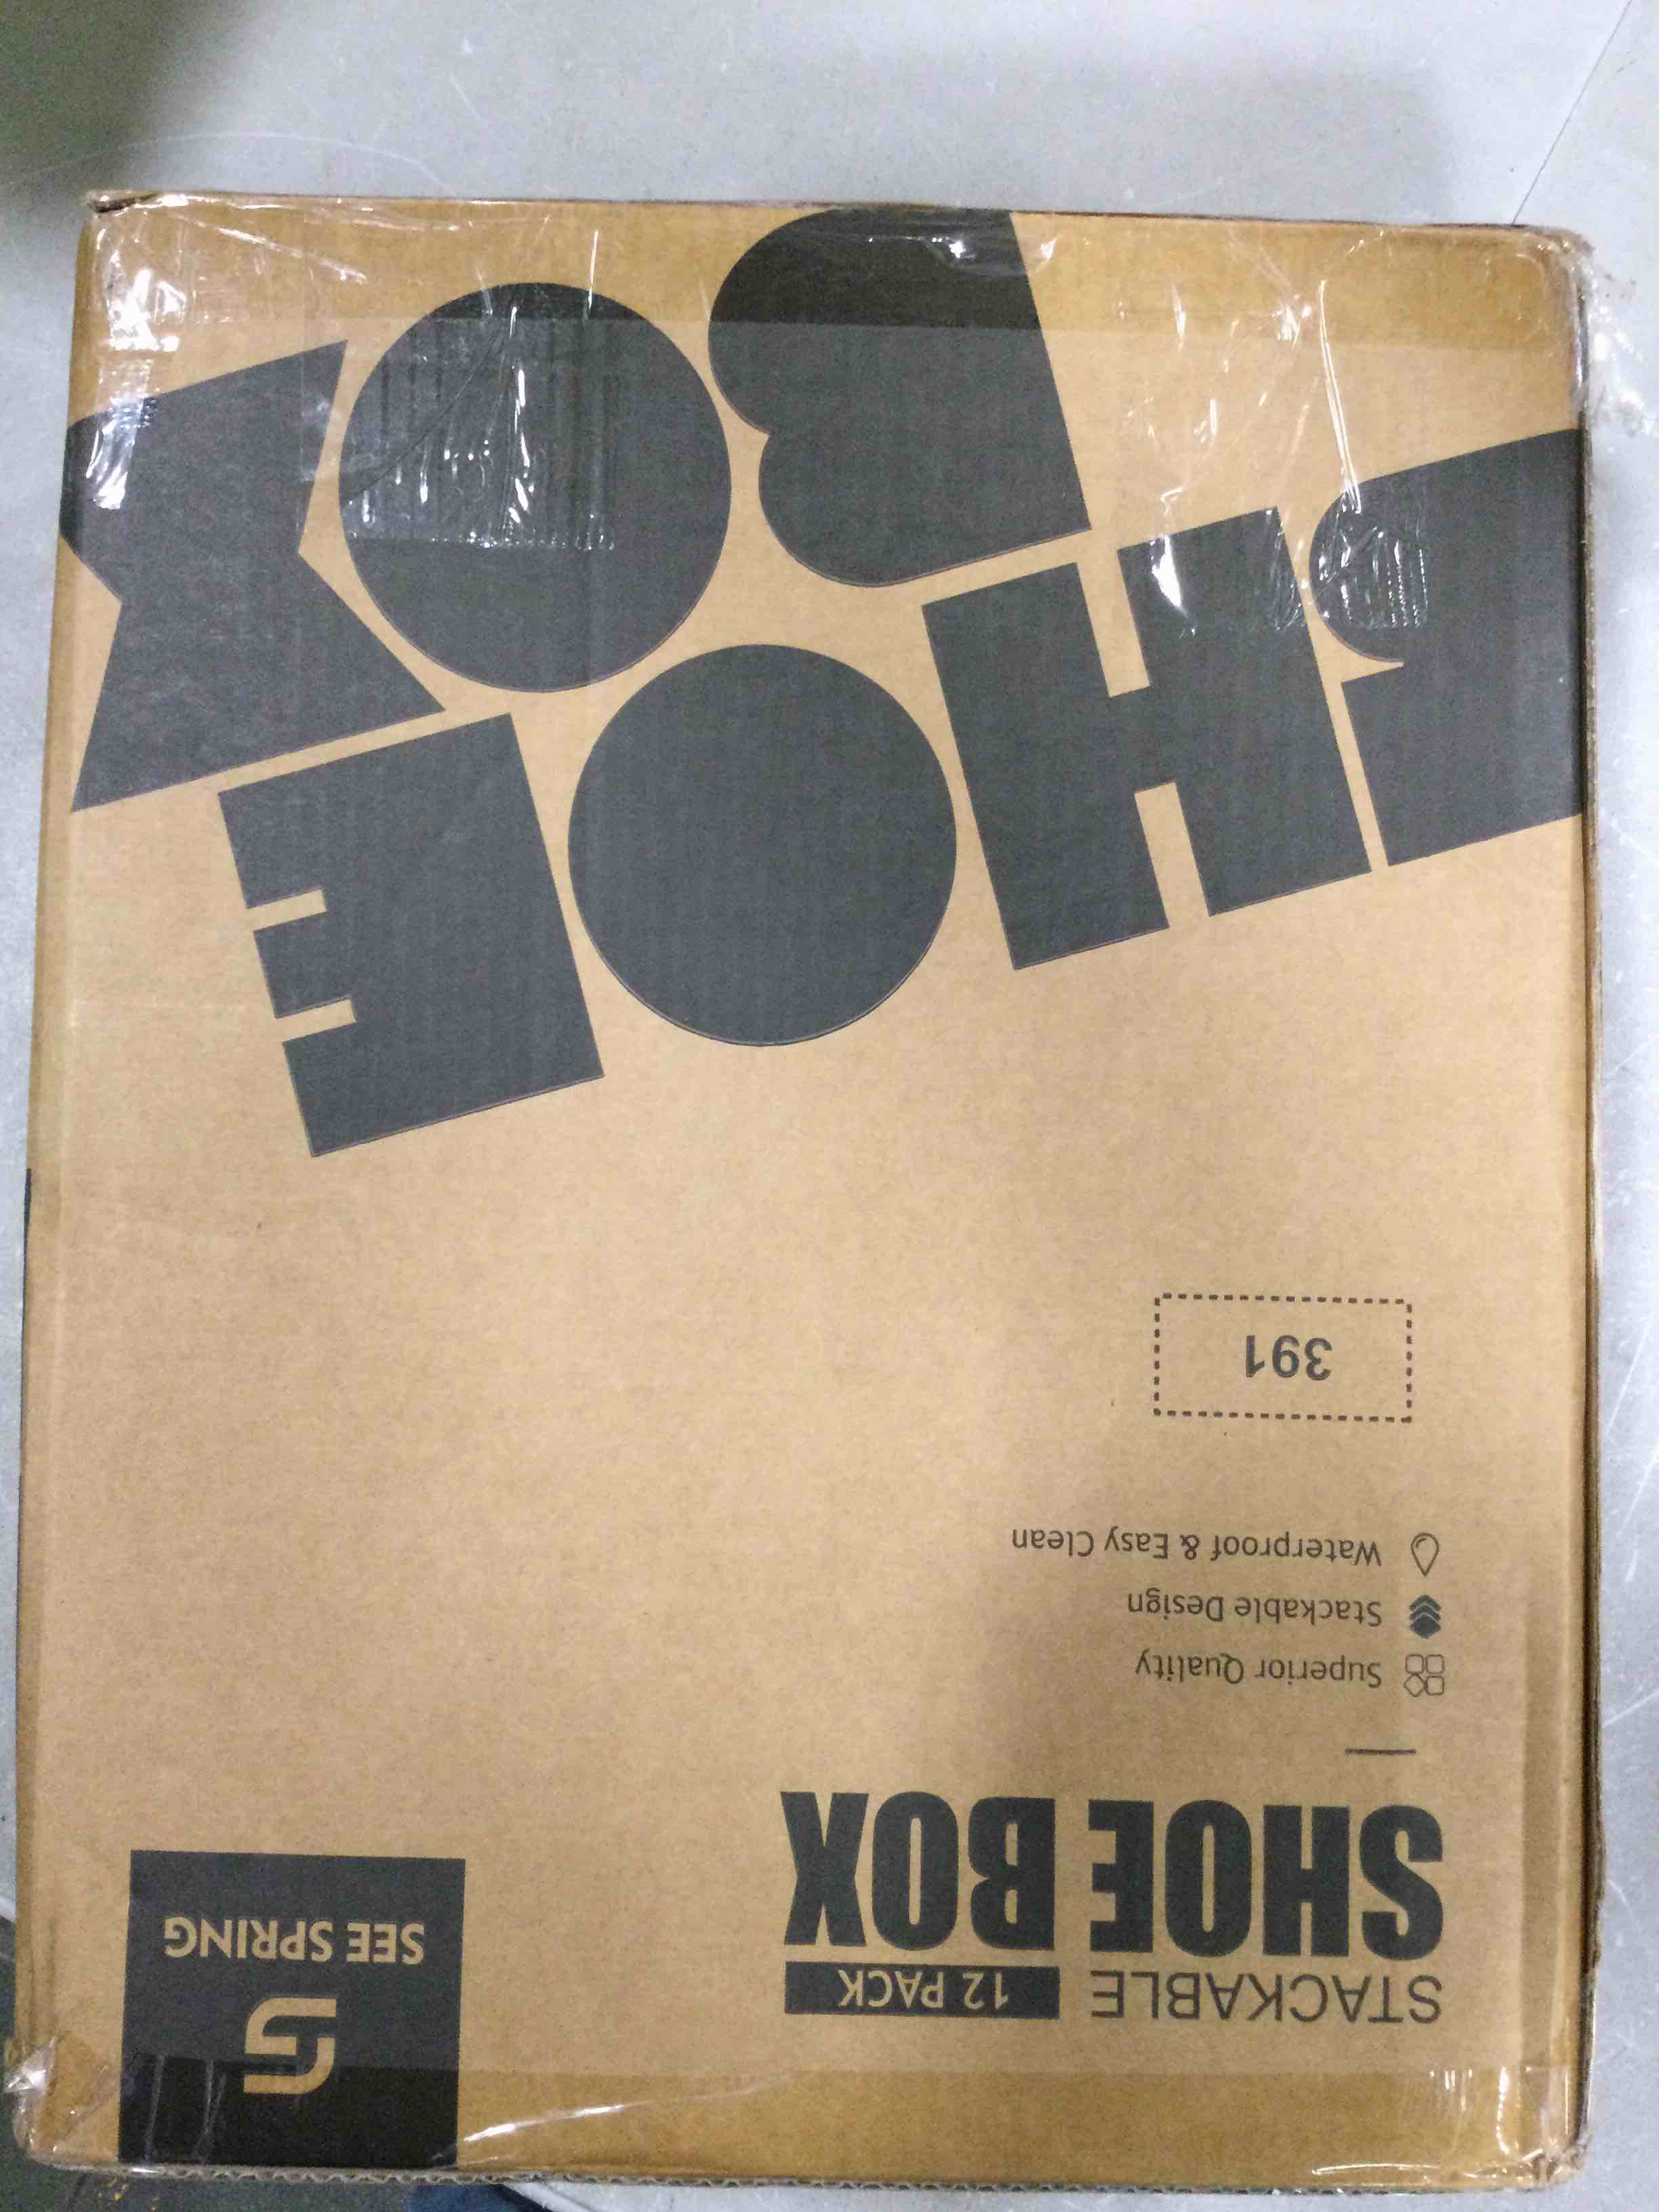 SEE SPRING
STACKABLE 12 PACK
SHOE BOX
Superior Quality
Stackable Design
Waterproof & Easy Clean
391
SHOE
BOX